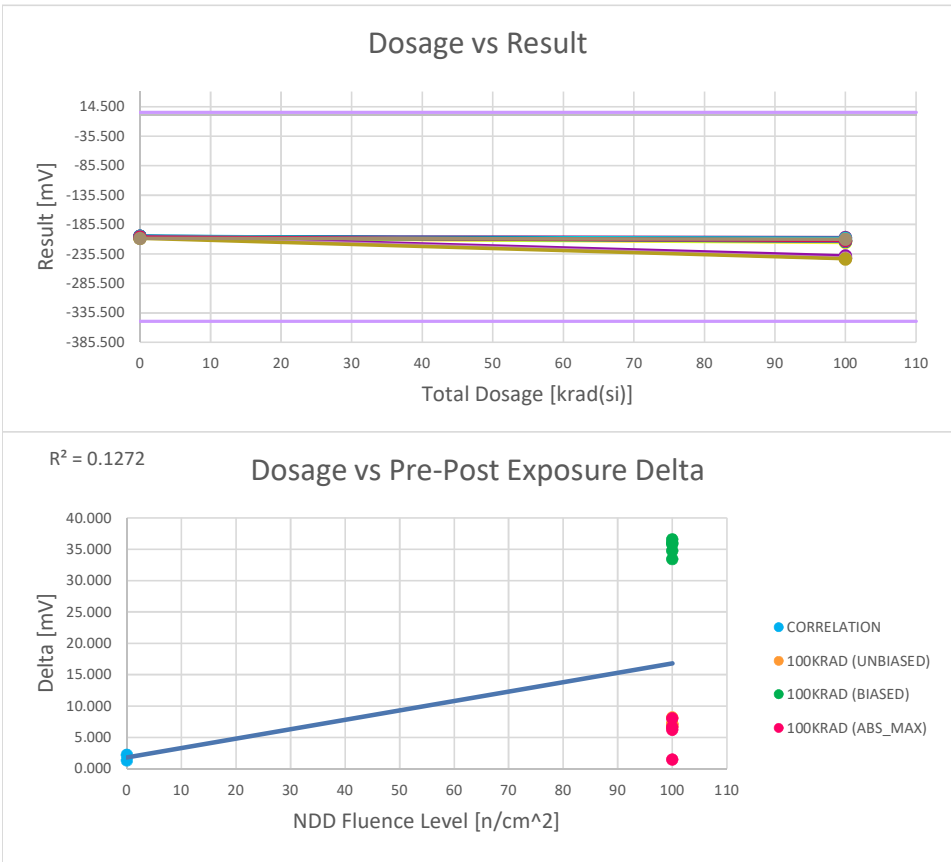 Dosage vs Result
Result [mV]
14.500
-35.500
-85.500
-135.500
-185.500
-235.500
-285.500
-335.500
-385.500
0 10 20 30 40 50 60 70 80 90 100 110
Total Dosage [krad(si)]
R² = 0.1272
Dosage vs Pre-Post Exposure Delta
Delta [mV]
40.000
35.000
30.000
25.000
20.000
15.000
10.000
5.000
0.000
0 10 20 30 40 50 60 70 80 90 100 110
NDD Fluence Level [n/cm^2]
CORRELATION
100KRAD (UNBIASED)
100KRAD (BIASED)
100KRAD (ABS_MAX)